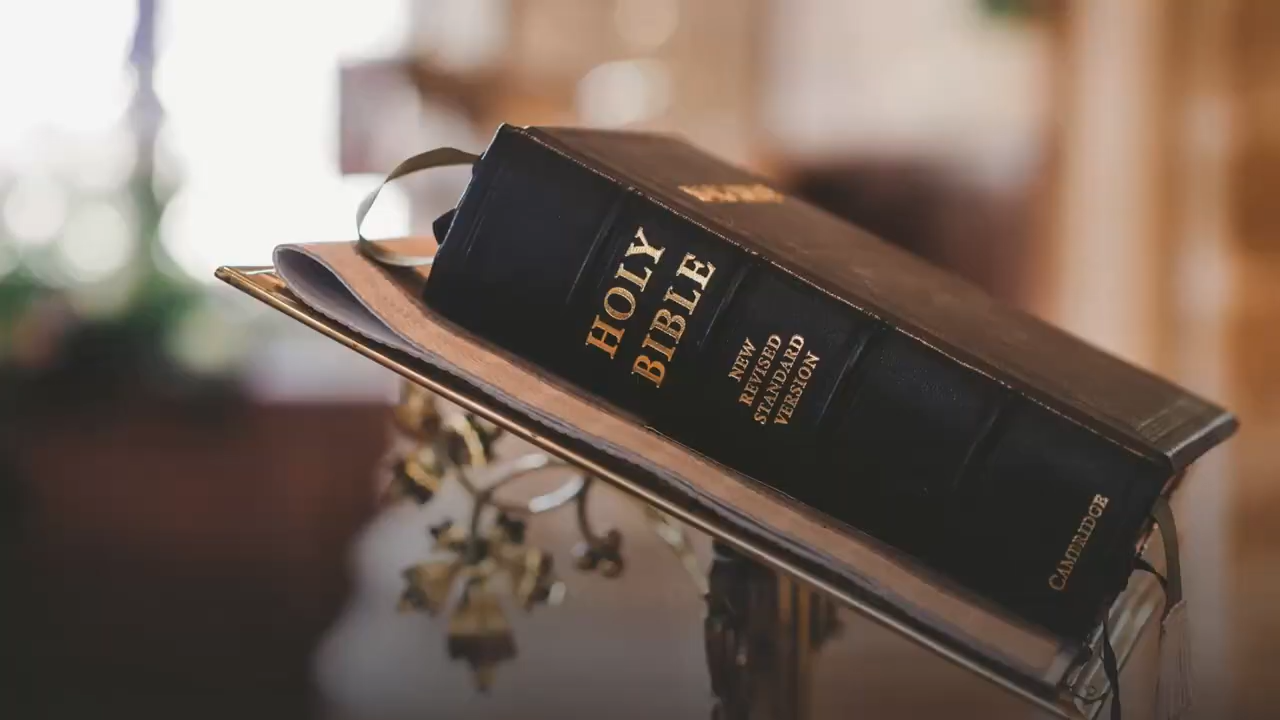 HOLY
BIBLE
NEW
REVISED
STANDARD
VERSION
CAMBRIDGE